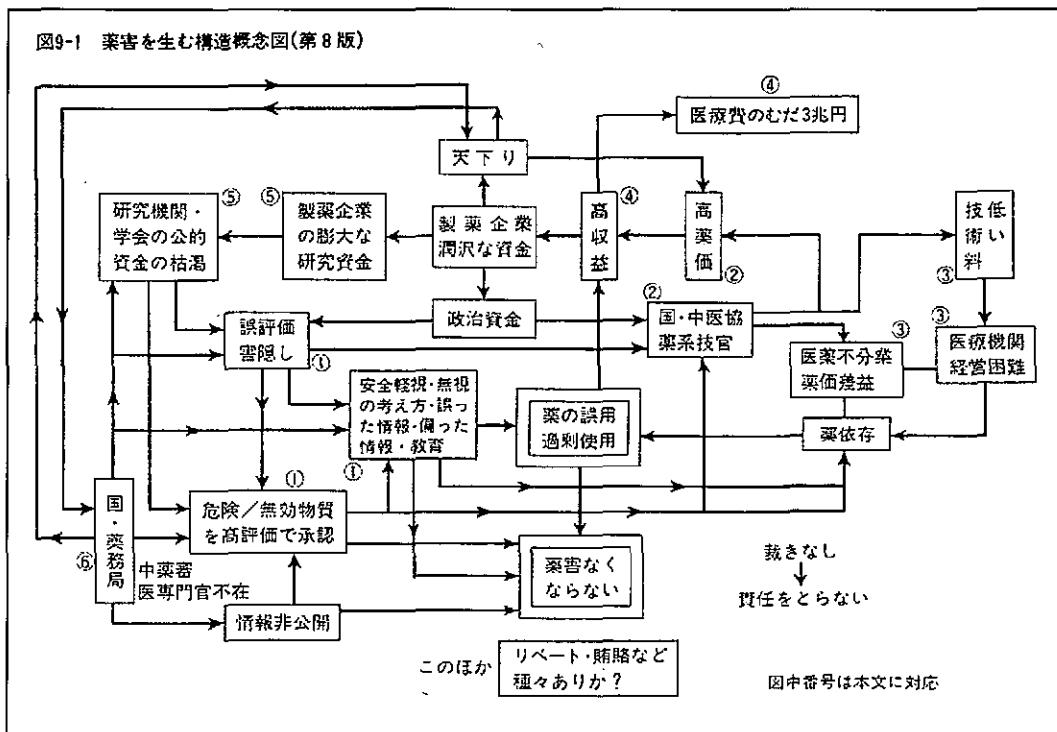 図9-1 薬害を生む構造概念図(第8版)
④
医療費のむだ3兆円
天下り
研究機関・
学会の公的
資金の枯渇
⑤
⑤
製薬企業
の膨大な
研究資金
製薬企業
潤沢な資金
高収益
④
高薬価
②
低い
技術料
③
政治資金
誤評価
害隠し
①
②
国・中医協
薬系技官
③
医薬不分業
薬価差益
③
医療機関
経営困難
安全軽視・無視
の考え方・誤っ
た情報・偏った
情報・教育
①
薬の誤用
過剰使用
薬依存
国・薬務局
⑥
中薬審
医専門官不在
①
危険/無効物質
を高評価で承認
薬害なく
ならない
裁きなし
責任をとらない
情報非公開
このほか
リベート・賄賂など
種々ありか?
図中番号は本文に対応